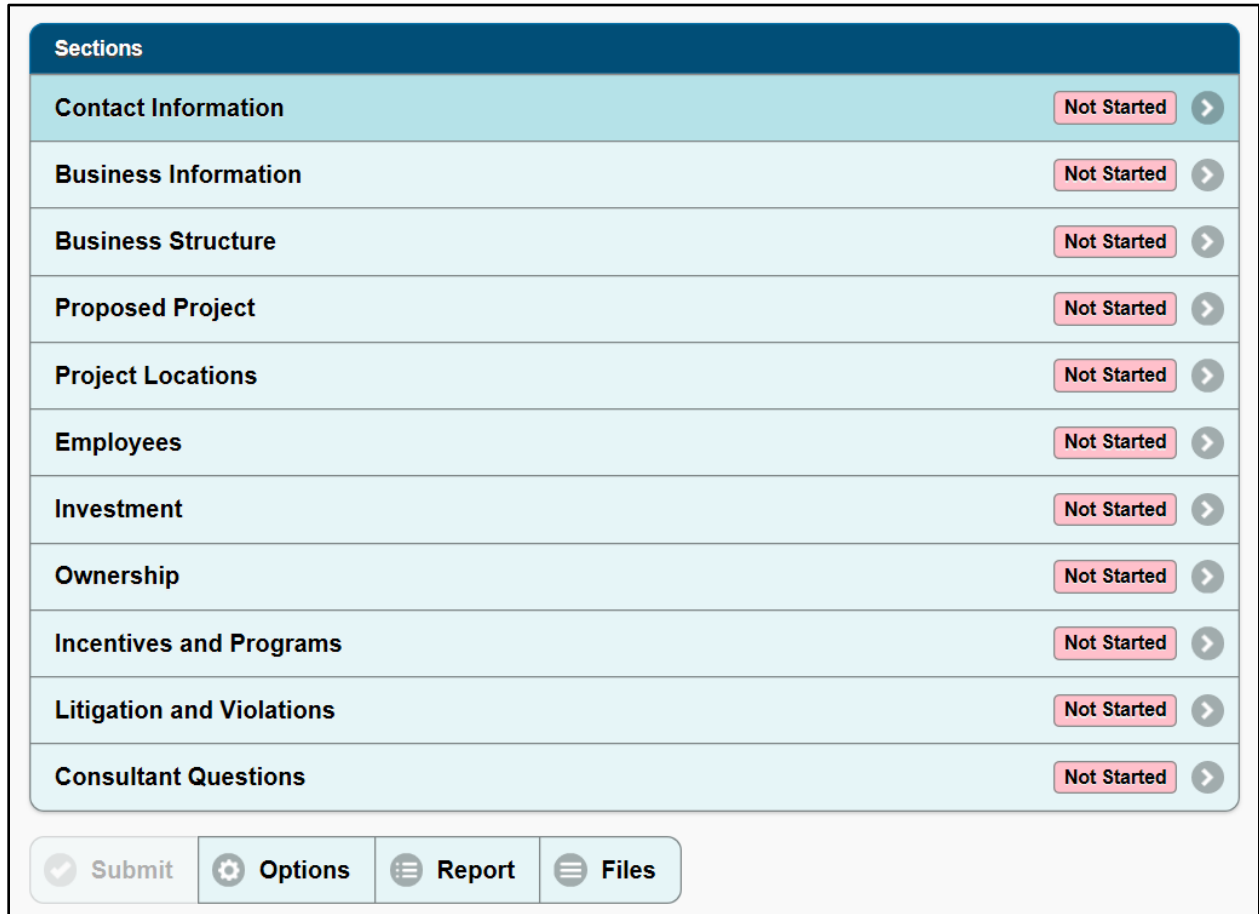 Sections
Contact Information Not Started
Business Information Not Started
Business Structure Not Started
Proposed Project Not Started
Project Locations Not Started
Employees Not Started
Investment Not Started
Ownership Not Started
Incentives and Programs Not Started
Litigation and Violations Not Started
Consultant Questions Not Started
Submit Options Report Files